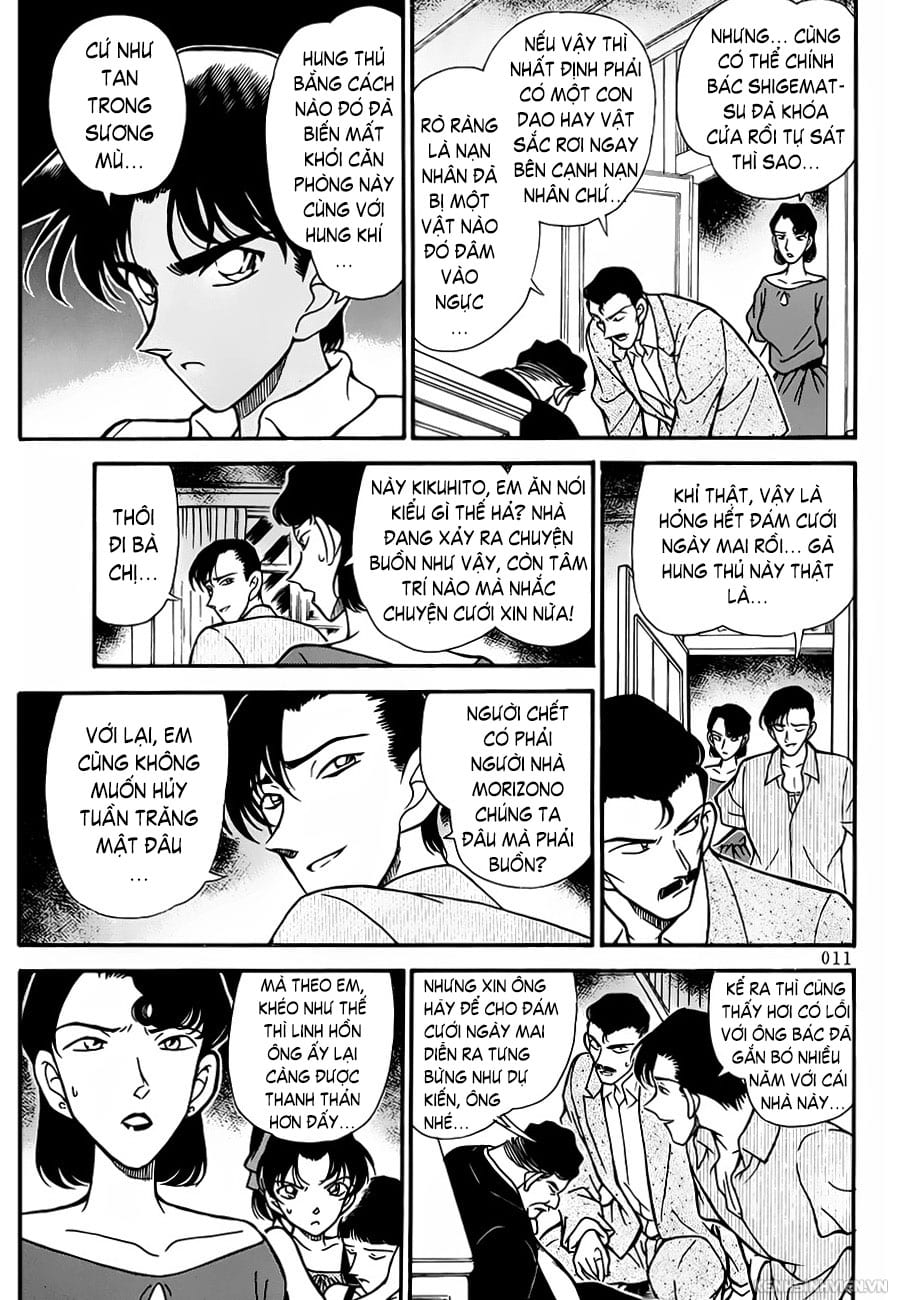 NHƯNG... CŨNG
CÓ THỂ CHÍNH
BÁC SHIGEMAT-
SU ĐÃ KHÓA
CỬA RỒI TỰ SÁT
THÌ SAO...
NẾU VẬY THÌ
NHẤT ĐỊNH PHẢI
CÓ MỘT CON
DAO HAY VẬT
SẮC RƠI NGAY
BÊN CẠNH NẠN
NHÂN CHỨ...
RÕ RÀNG
LÀ NẠN
NHÂN ĐÃ
BỊ MỘT
VẬT NÀO
ĐÓ ĐÂM
VÀO
NGỰC
...
HUNG THỦ
BẰNG CÁCH
NÀO ĐÓ ĐÃ
BIẾN MẤT
KHỎI CĂN
PHÒNG NÀY
CÙNG VỚI
HUNG KHÍ
...
CỨ NHƯ
TAN
TRONG
SƯƠNG
MÙ...
KHỈ THẬT, VẬY LÀ
HỎNG HẾT ĐÁM CƯỚI
NGÀY MAI RỒI... GÃ
HUNG THỦ NÀY THẬT
LÀ...
NÀY KIKUHITO, EM ĂN NÓI
KIỂU GÌ THẾ HẢ? NHÀ
ĐANG XẢY RA CHUYỆN
BUỒN NHƯ VẬY, CÒN TÂM
TRÍ NÀO MÀ NHẮC
CHUYỆN CƯỚI XIN NỮA!
THÔI
ĐI BÀ
CHỊ...
NGƯỜI CHẾT
CÓ PHẢI
NGƯỜI NHÀ
MORIZONO
CHÚNG TA
ĐÂU MÀ PHẢI
BUỒN?
VỚI LẠI, EM
CŨNG KHÔNG
MUỐN HỦY
TUẦN TRĂNG
MẬT ĐÂU
...
011
KỂ RA THÌ CŨNG
THẤY HƠI CÓ LỖI
VỚI ÔNG BÁC ĐÃ
GẮN BÓ NHIỀU
NĂM VỚI CÁI
NHÀ NÀY...
NHƯNG XIN ÔNG
HÃY ĐỂ CHO ĐÁM
CƯỚI NGÀY MAI
DIỄN RA TƯNG
BỪNG NHƯ DỰ
KIẾN, ÔNG
NHÉ...
MÀ THEO EM,
KHÉO NHƯ THẾ
THÌ LINH HỒN
ÔNG ẤY LẠI
CÀNG ĐƯỢC
THANH THẢN
HƠN ĐẤY...
KENHSINHVIEN.VN